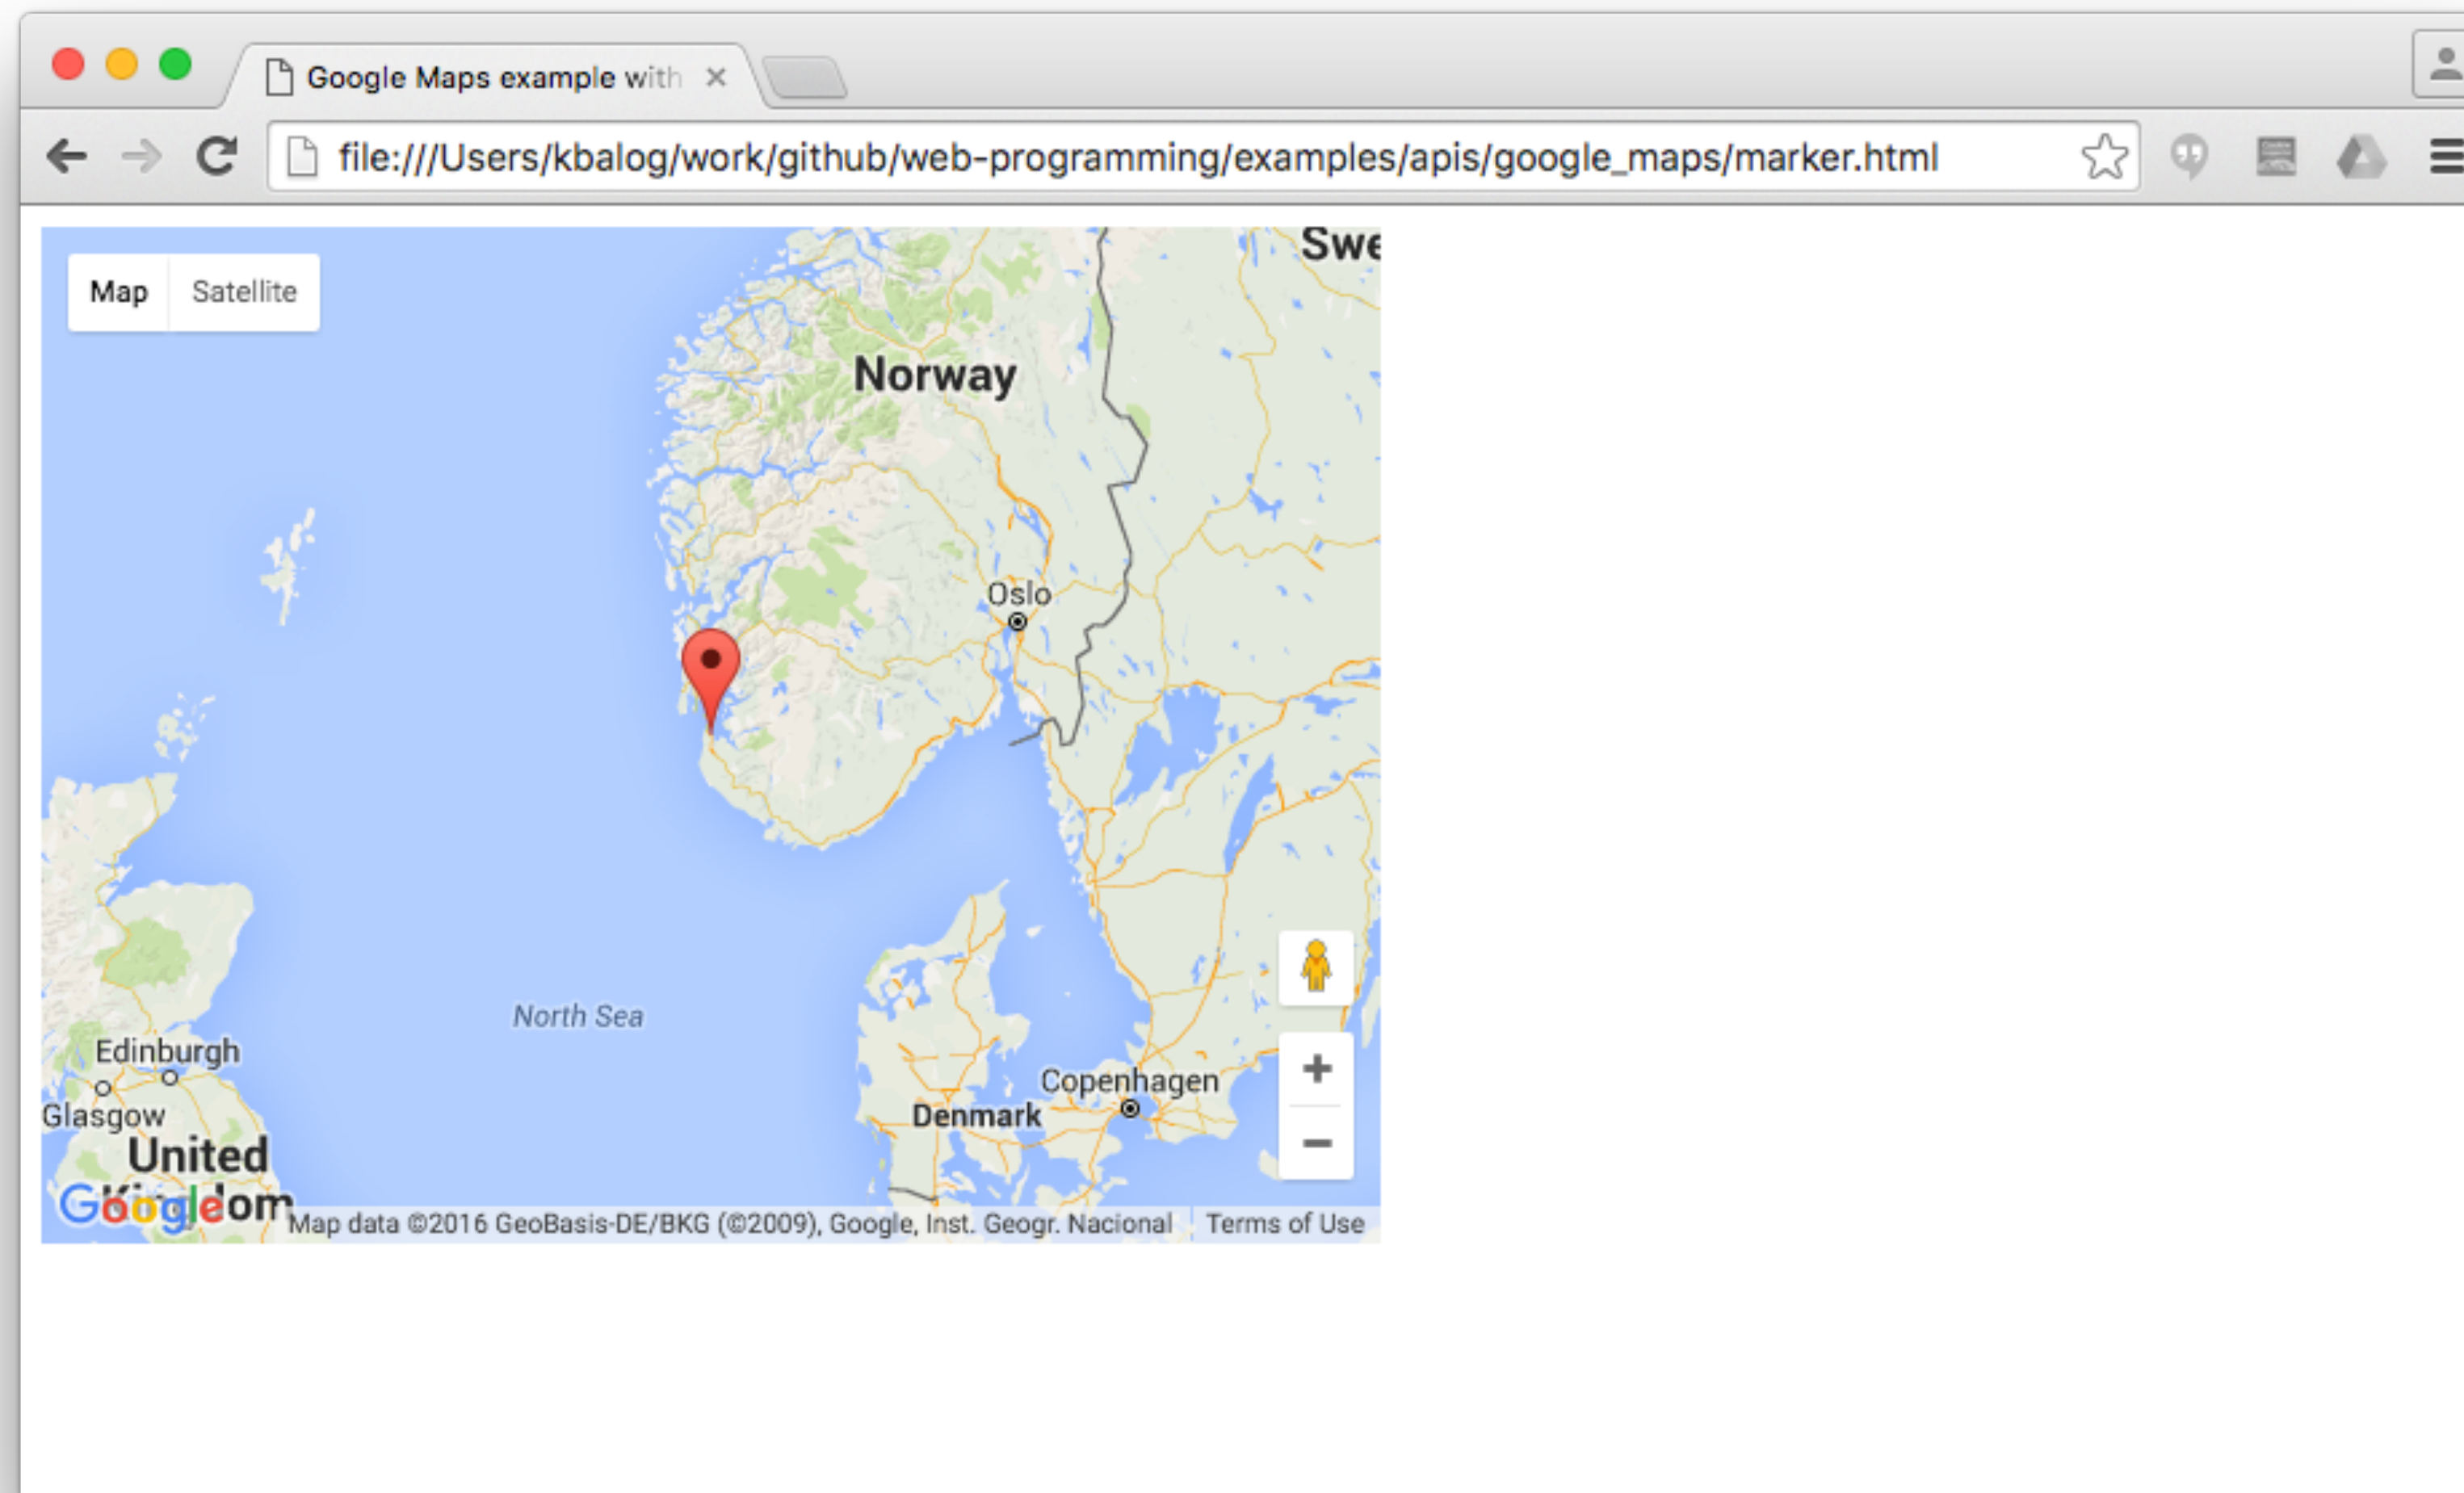 Google Maps example with
file:///Users/kbalog/work/github/web-programming/examples/apis/google_maps/marker.html
Swe
Map Satellite
Norway
Oslo
North Sea
Edinburgh
Copenhagen
Glasgow
Denmark
United
Kingdom
Google
Map data ©2016 GeoBasis-DE/BKG (©2009), Google, Inst. Geogr. Nacional Terms of Use